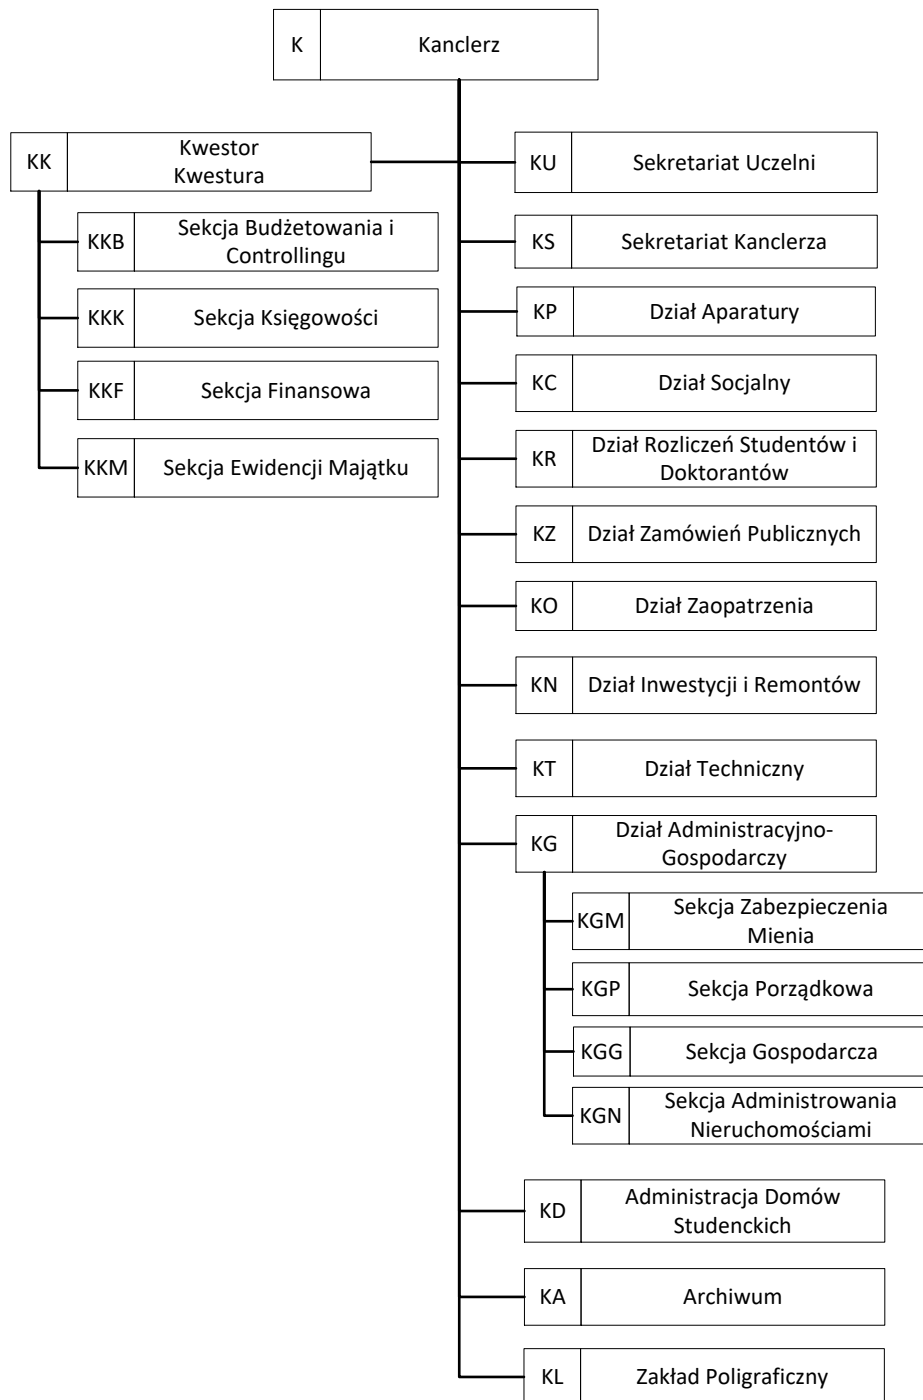 K
Kanclerz
KK
Kwestor
Kwestura
KKB
Sekcja Budżetowania i
Controllingu
KKK
Sekcja Księgowości
KKF
Sekcja Finansowa
KKM
Sekcja Ewidencji Majątku
KU
Sekretariat Uczelni
KS
Sekretariat Kanclerza
KP
Dział Aparatury
KC
Dział Socjalny
KR
Dział Rozliczeń Studentów i
Doktorantów
KZ
Dział Zamówień Publicznych
KO
Dział Zaopatrzenia
KN
Dział Inwestycji i Remontów
KT
Dział Techniczny
KG
Dział Administracyjno-
Gospodarczy
KGM
Sekcja Zabezpieczenia
Mienia
KGP
Sekcja Porządkowa
KGG
Sekcja Gospodarcza
KGN
Sekcja Administrowania
Nieruchomościami
KD
Administracja Domów
Studenckich
KA
Archiwum
KL
Zakład Poligraficzny